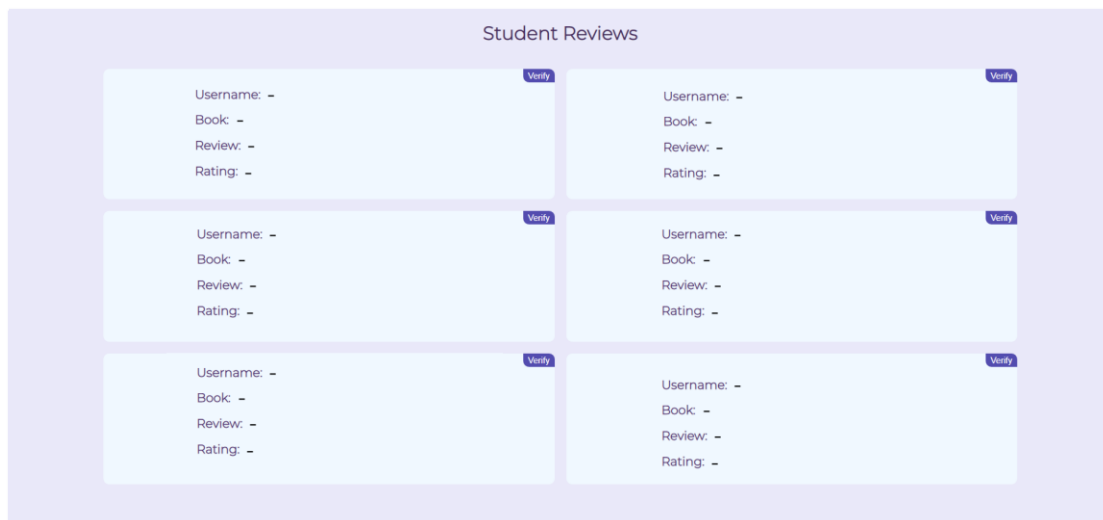 Student Reviews
Verify
Username: –
Book: –
Review: –
Rating: –
Verify
Username: –
Book: –
Review: –
Rating: –
Verify
Username: –
Book: –
Review: –
Rating: –
Verify
Username: –
Book: –
Review: –
Rating: –
Verify
Username: –
Book: –
Review: –
Rating: –
Verify
Username: –
Book: –
Review: –
Rating: –